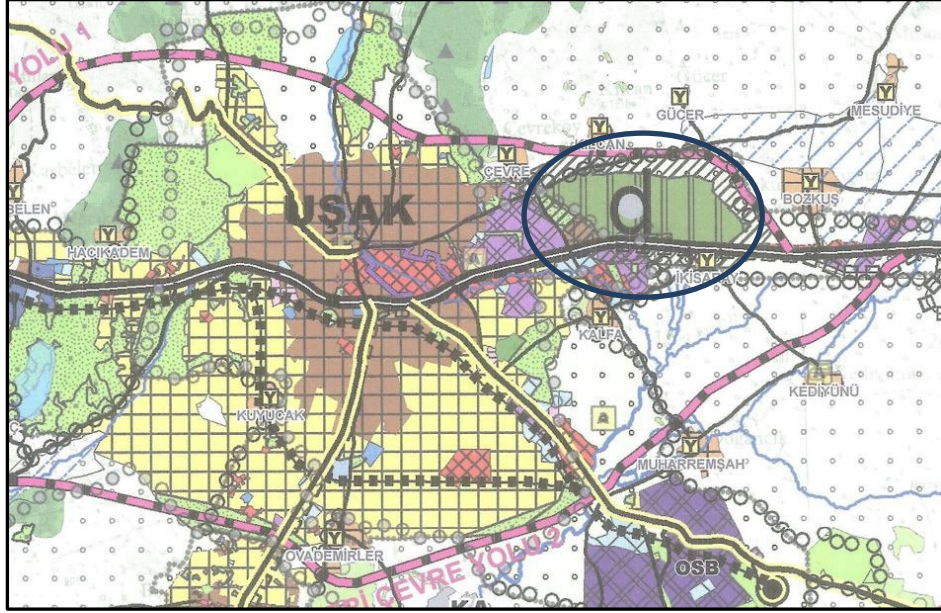 YOLU 1
GÜCER
MESUDİYE
ÇEVRE
BOZKUŞ
BELEN
HACIKADEM
UŞAK
d
A
İKİSARAY
KALFA
KEDİYÜNÜ
KUYUCAK
A
MUHARREMŞAH
OVADEMİRLER
ÇEVRE YOLU 2
OSB
KA
Y
Y
Y
Y
Y
Y
Y
Y
Y
Y
Y
Y